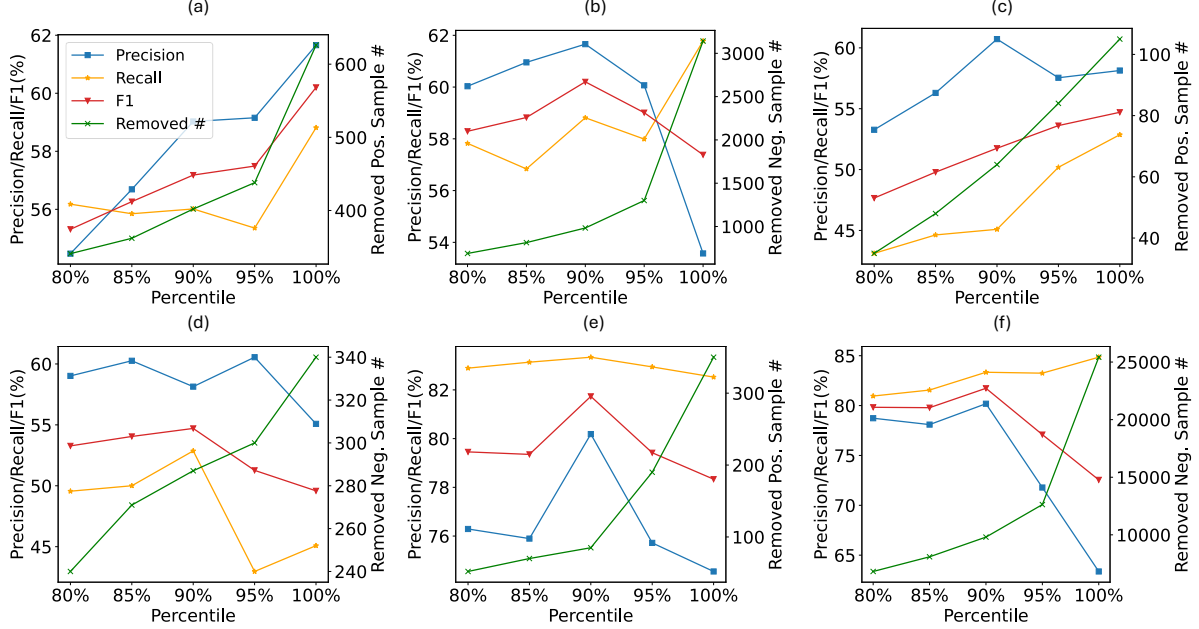 (a)
62
60
58
56
600
500
400
80% 85% 90% 95% 100%
Percentile
Precision/Recall/F1(%)
Removed Pos. Sample #
Precision
Recall
F1
Removed #
(b)
62
60
58
56
54
3000
2500
2000
1500
1000
80% 85% 90% 95% 100%
Percentile
Precision/Recall/F1(%)
Removed Neg. Sample #
(c)
60
55
50
45
100
80
60
40
80% 85% 90% 95% 100%
Percentile
Precision/Recall/F1(%)
Removed Pos. Sample #
(d)
60
55
50
45
340
320
300
280
260
240
80% 85% 90% 95% 100%
Percentile
Precision/Recall/F1(%)
Removed Neg. Sample #
(e)
82
80
78
76
300
200
100
80% 85% 90% 95% 100%
Percentile
Precision/Recall/F1(%)
Removed Pos. Sample #
(f)
85
80
75
70
65
25000
20000
15000
10000
80% 85% 90% 95% 100%
Percentile
Precision/Recall/F1(%)
Removed Neg. Sample #